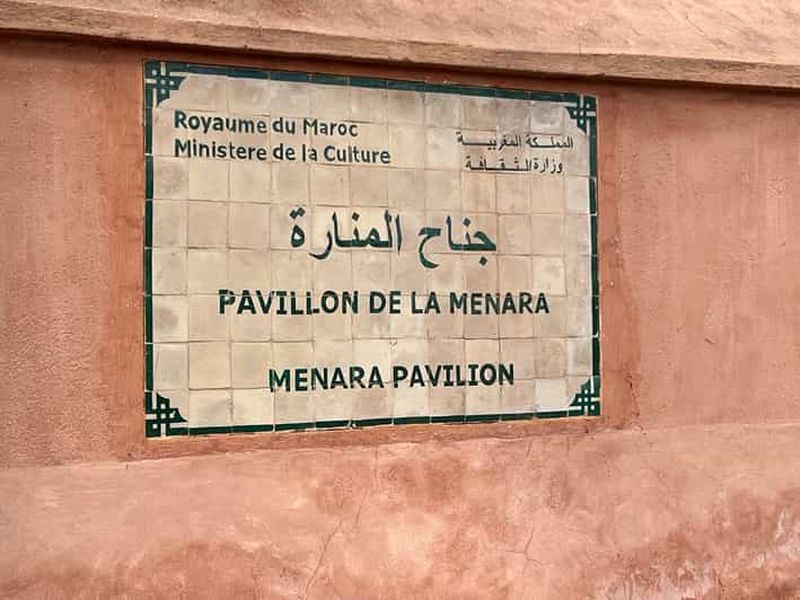 Royaume du Maroc
Ministere de la Culture
المملكة المغربية
وزارة الثقافة
جناح المنارة
PAVILLON DE LA MENARA
MENARA PAVILION